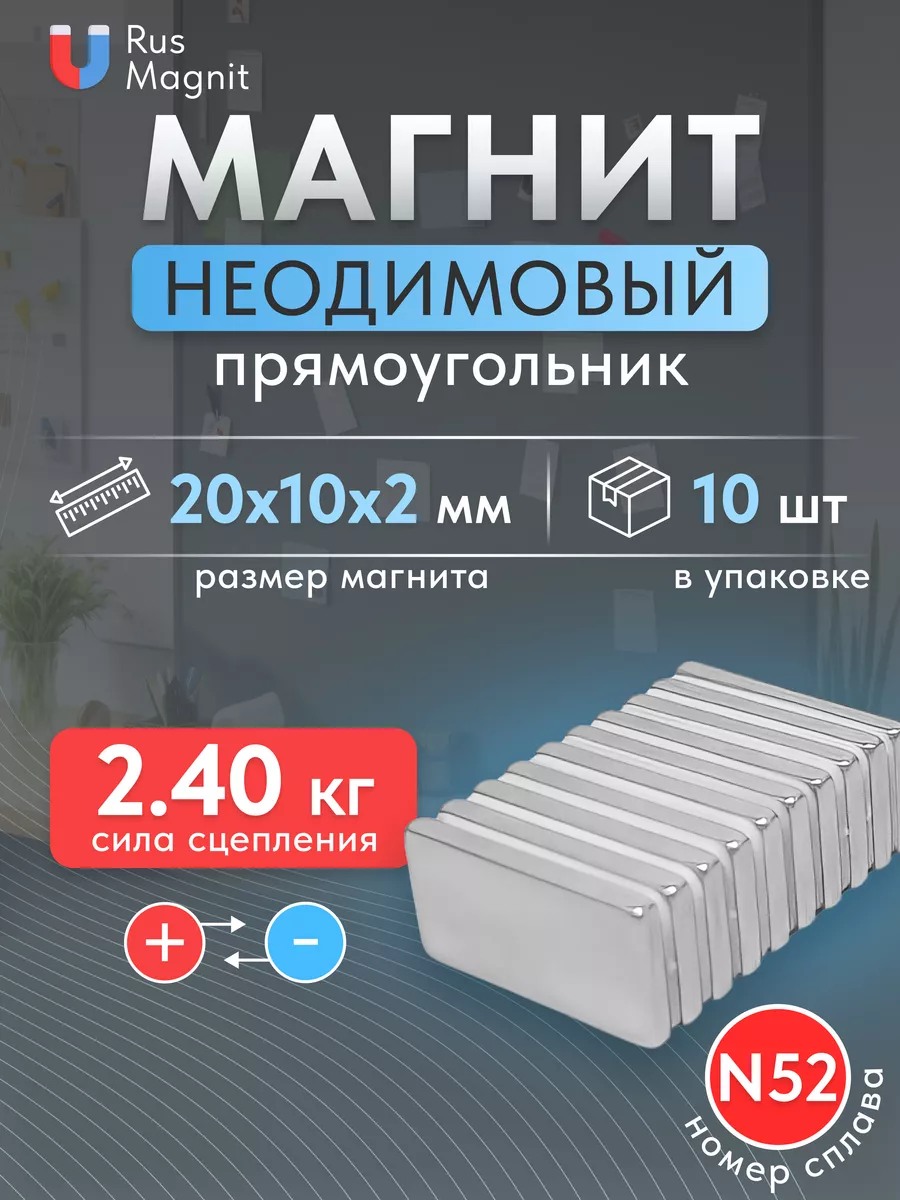 Rus
Magnit
МАГНИТ
НЕОДИМОВЫЙ
прямоугольник
20x10x2 мм
размер магнита
10 шт
в упаковке
2.40 кг
сила сцепления
+ -
N52
номер сплава